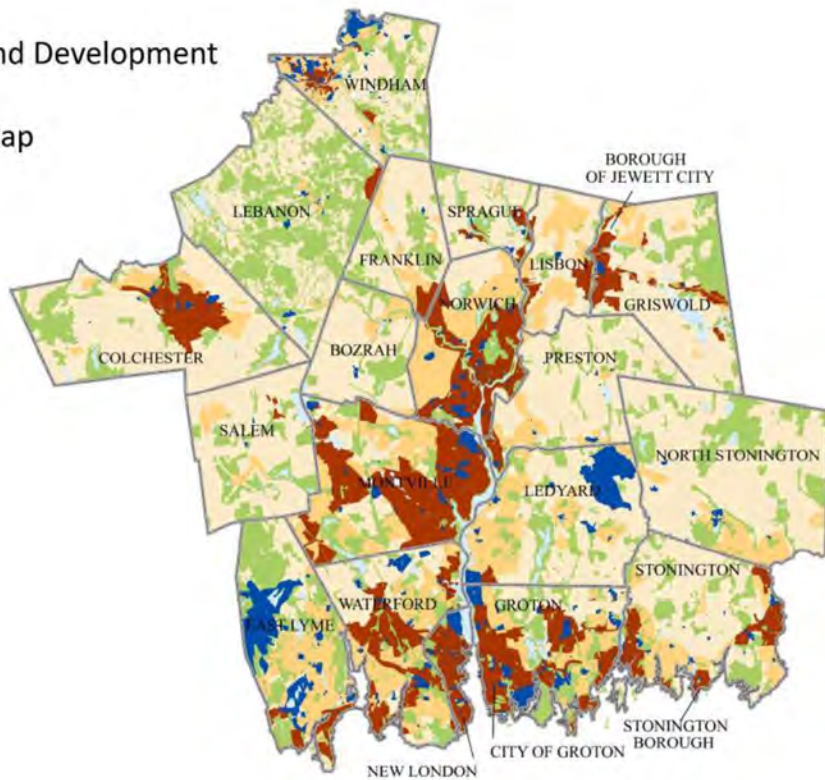 nd Development
ap
WINDHAM
BOROUGH
OF JEWETT CITY
LEBANON
SPRAGUE
FRANKLIN
LISBON
NORWICH
GRISWOLD
COLCHESTER
BOZRAH
PRESTON
SALEM
NORTH STONINGTON
MONTVILLE
LEDYARD
STONINGTON
WATERFORD
GROTON
EAST LYME
STONINGTON
BOROUGH
CITY OF GROTON
NEW LONDON